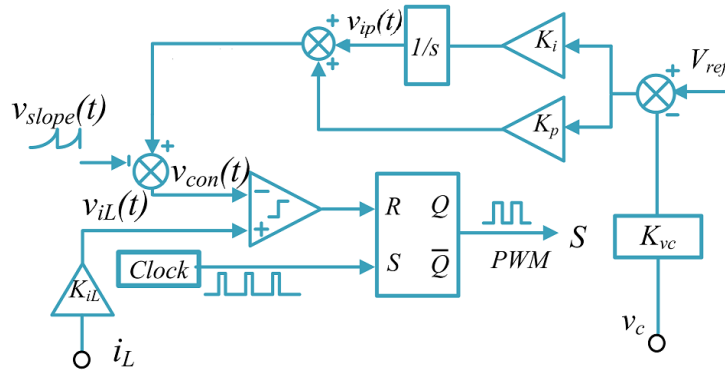 v_ip(t)
1/s
K_i
V_ref
K_p
v_slope(t)
v_con(t)
v_iL(t)
R Q
S Q̅
Clock
PWM
S
K_vc
K_iL
v_c
i_L